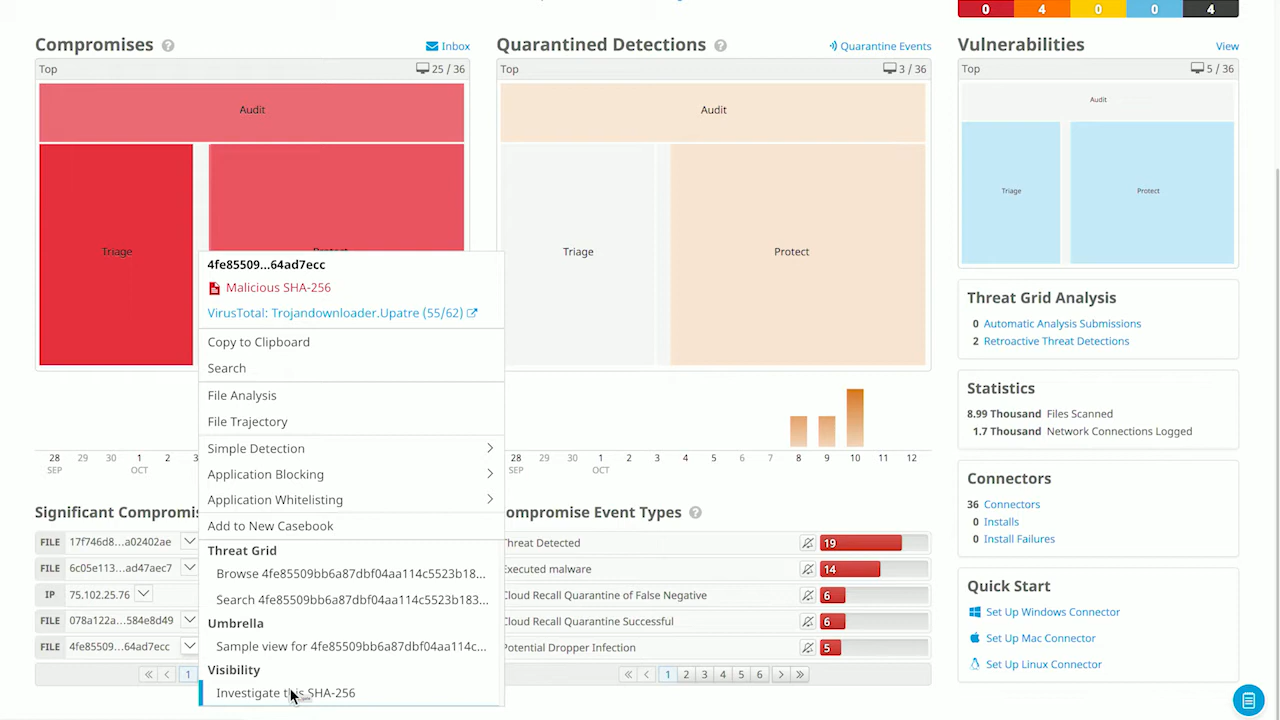 0 4 0 0 4
Compromises ?
Inbox
Top
25 / 36
Audit
Triage
Quarantined Detections ?
Quarantine Events
Top
3 / 36
Audit
Triage
Protect
Vulnerabilities
View
Top
5 / 36
Audit
Triage
Protect
4fe85509...64ad7ecc
Malicious SHA-256
VirusTotal: Trojandownloader.Upatre (55/62)
Copy to Clipboard
Search
File Analysis
File Trajectory
Simple Detection
Application Blocking
Application Whitelisting
Add to New Casebook
Threat Grid
Browse 4fe85509bb6a87dbf04aa114c5523b18...
Search 4fe85509bb6a87dbf04aa114c5523b183...
Umbrella
Sample view for 4fe85509bb6a87dbf04aa114c...
Visibility
Investigate this SHA-256
28 29 30 1 2 3
SEP OCT
28 29 30 1 2 3 4 5 6 7 8 9 10 11 12
SEP OCT
Significant Compromis
FILE 17f746d8...a02402ae
FILE 6c05e113...ad47aec7
IP 75.102.25.76
FILE 078a122a...584e8d49
FILE 4fe85509...64ad7ecc
« ‹ 1
ompromise Event Types ?
Threat Detected 19
Executed malware 14
Cloud Recall Quarantine of False Negative 6
Cloud Recall Quarantine Successful 6
Potential Dropper Infection 5
« ‹ 1 2 3 4 5 6 › »
Threat Grid Analysis
0 Automatic Analysis Submissions
2 Retroactive Threat Detections
Statistics
8.99 Thousand Files Scanned
1.7 Thousand Network Connections Logged
Connectors
36 Connectors
0 Installs
0 Install Failures
Quick Start
Set Up Windows Connector
Set Up Mac Connector
Set Up Linux Connector